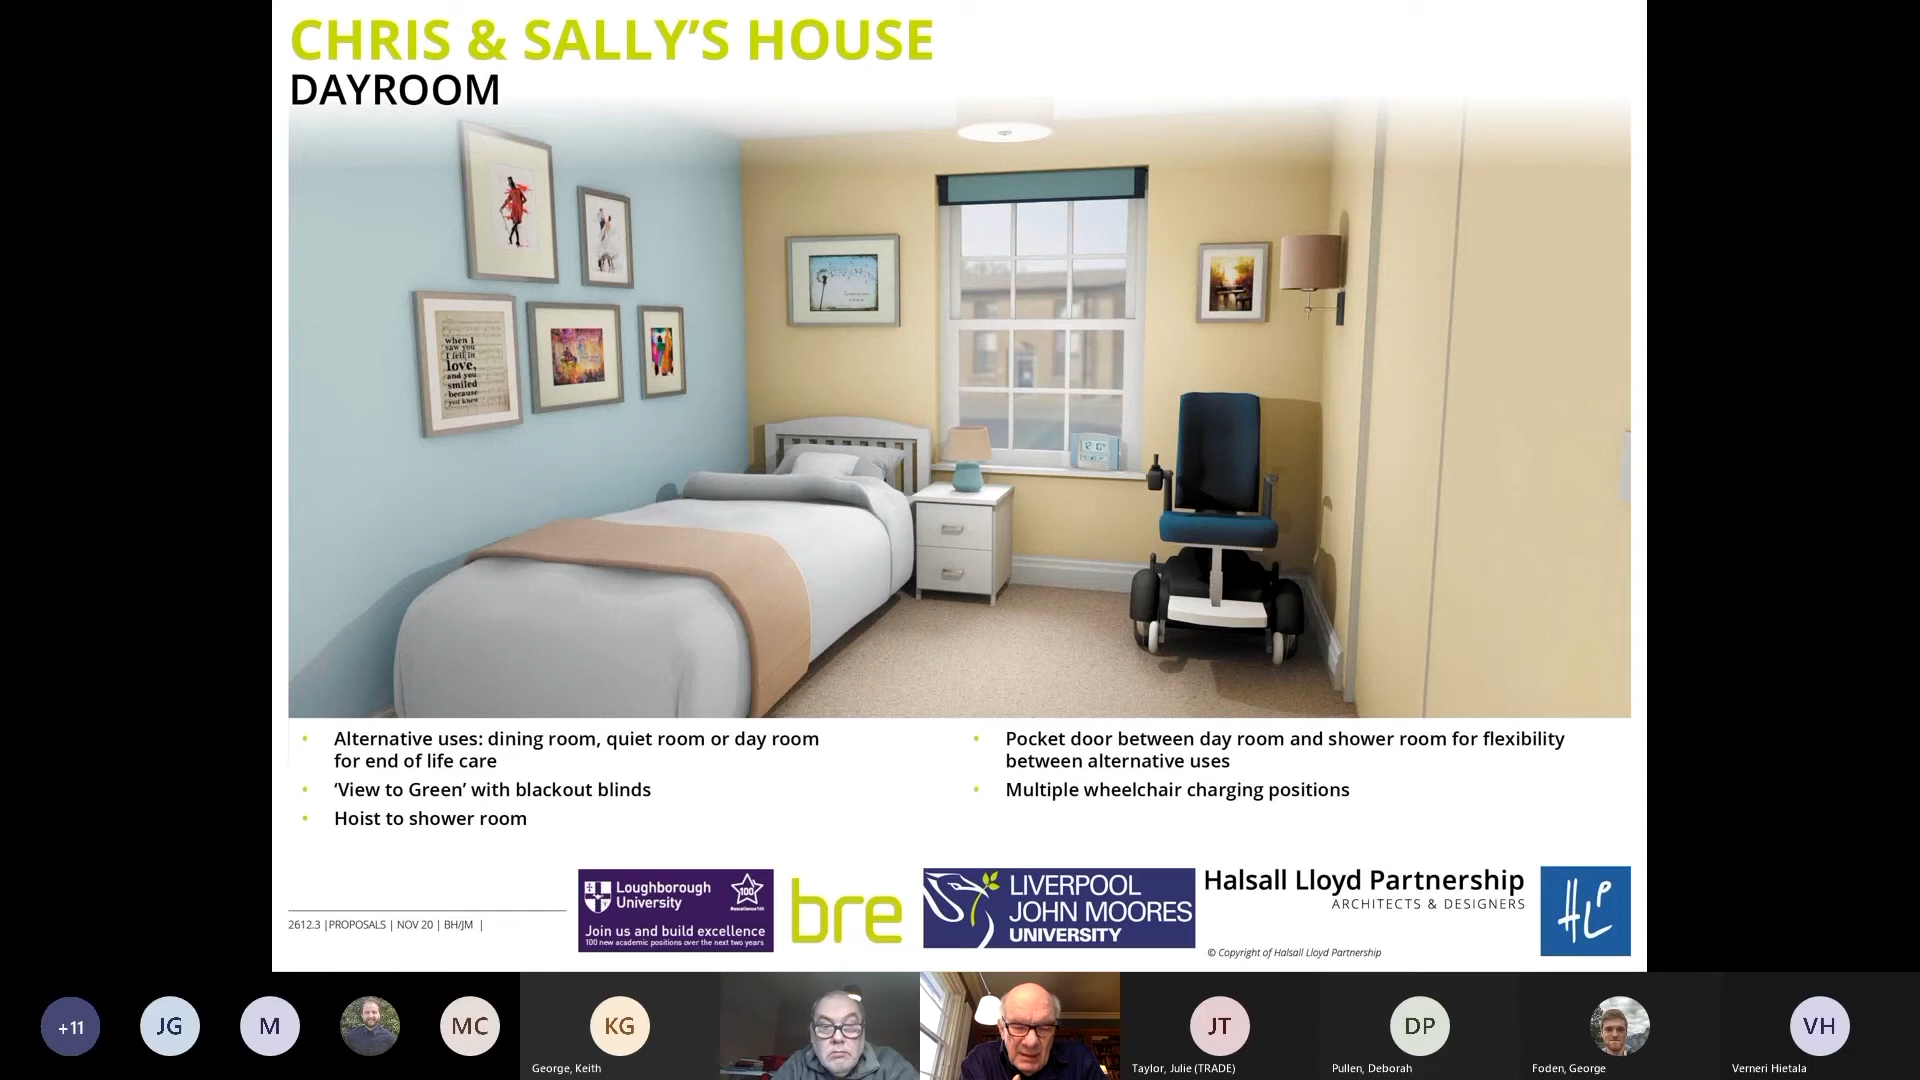 CHRIS & SALLY’S HOUSE
DAYROOM
when I
saw you
I fell in
love,
and you
smiled
because
you knew
• Alternative uses: dining room, quiet room or day room
for end of life care
• ‘View to Green’ with blackout blinds
• Hoist to shower room
• Pocket door between day room and shower room for flexibility
between alternative uses
• Multiple wheelchair charging positions
2612.3 |PROPOSALS | NOV 20 | BH/JM |
Loughborough
University
100
Join us and build excellence
100 new academic positions over the next two years
bre
LIVERPOOL
JOHN MOORES
UNIVERSITY
Halsall Lloyd Partnership
ARCHITECTS & DESIGNERS
© Copyright of Halsall Lloyd Partnership
HLP
+11
JG
M
MC
KG
George, Keith
JT
Taylor, Julie (TRADE)
DP
Pullen, Deborah
Foden, George
VH
Verneri Hietala